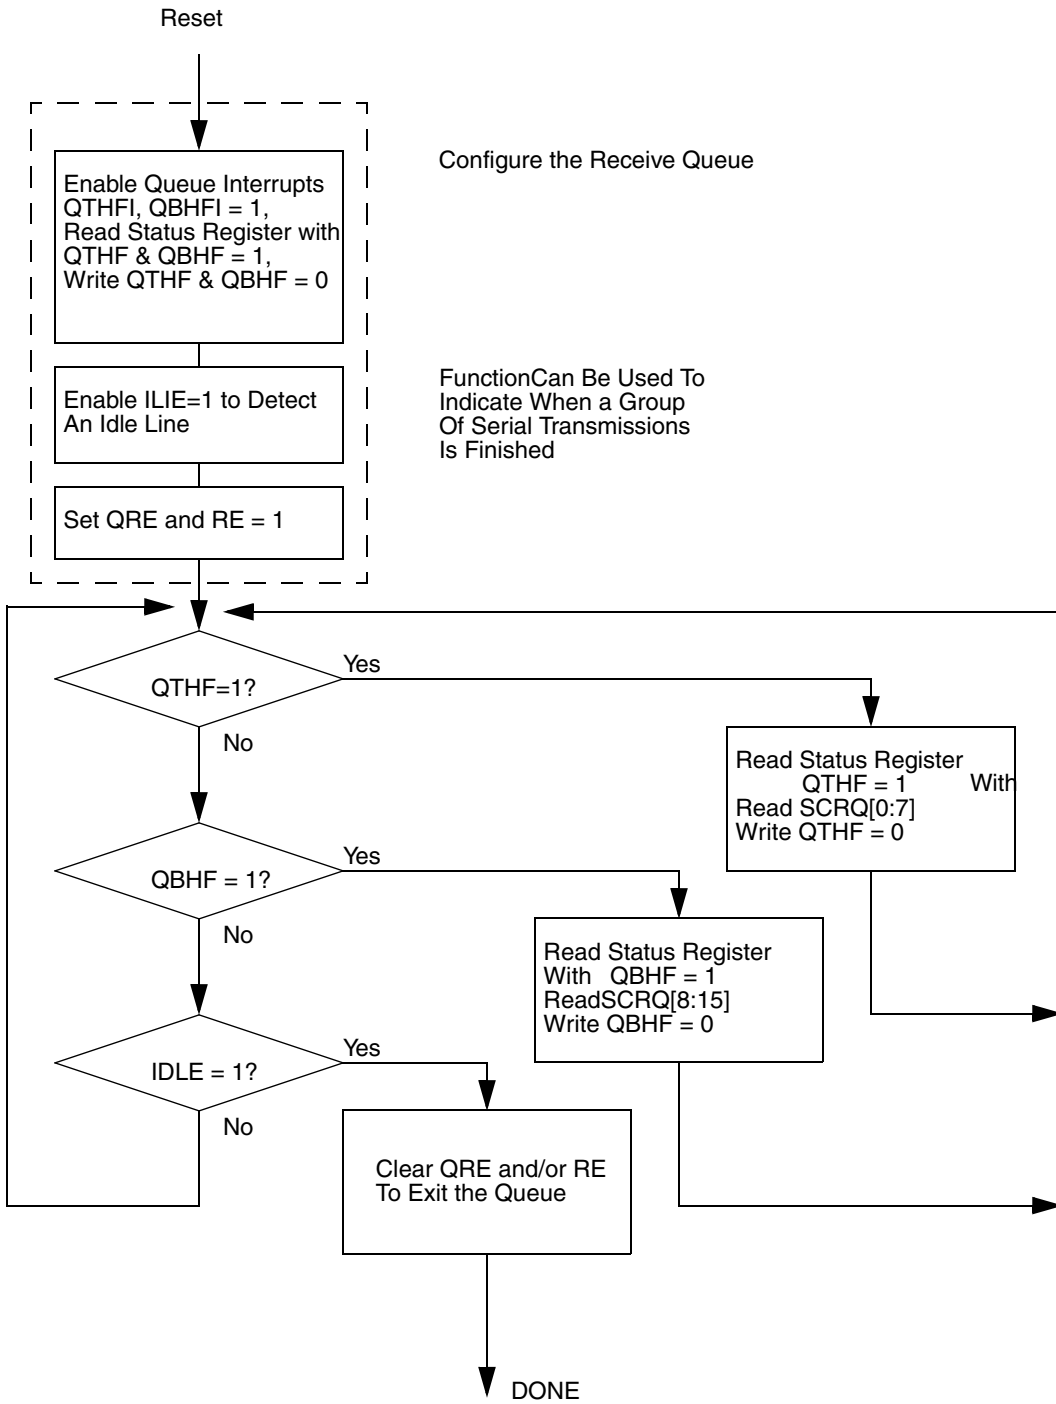 Reset
Configure the Receive Queue
Enable Queue Interrupts
QTHFI, QBHFI = 1,
Read Status Register with
QTHF & QBHF = 1,
Write QTHF & QBHF = 0
Enable ILIE=1 to Detect
An Idle Line
FunctionCan Be Used To
Indicate When a Group
Of Serial Transmissions
Is Finished
Set QRE and RE = 1
QTHF=1?
Yes
No
Read Status Register
QTHF = 1 With
Read SCRQ[0:7]
Write QTHF = 0
QBHF = 1?
Yes
No
Read Status Register
With QBHF = 1
ReadSCRQ[8:15]
Write QBHF = 0
IDLE = 1?
Yes
No
Clear QRE and/or RE
To Exit the Queue
DONE